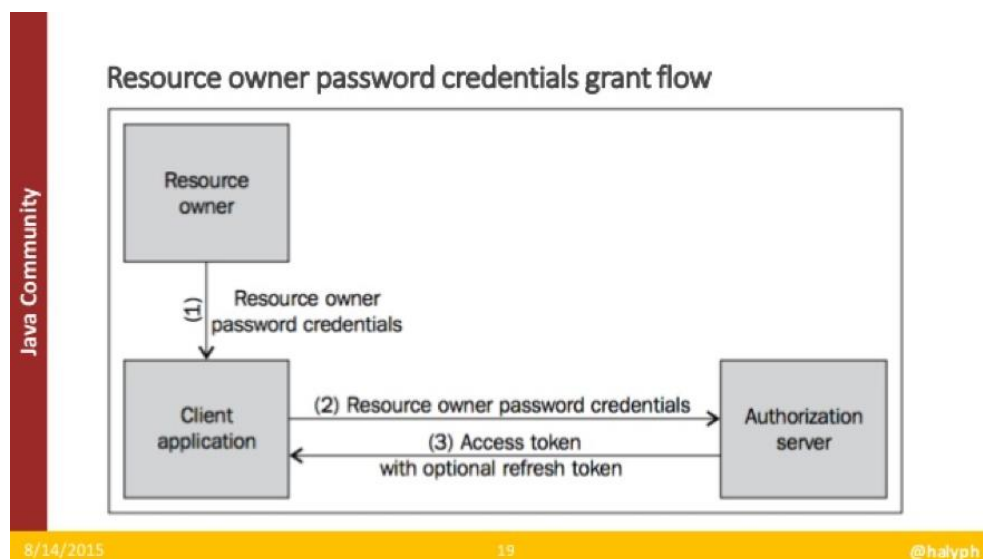 Resource owner password credentials grant flow
Java Community
Resource
owner
(1)
Resource owner
password credentials
Client
application
(2) Resource owner password credentials
(3) Access token
with optional refresh token
Authorization
server
8/14/2015
19
@halyph